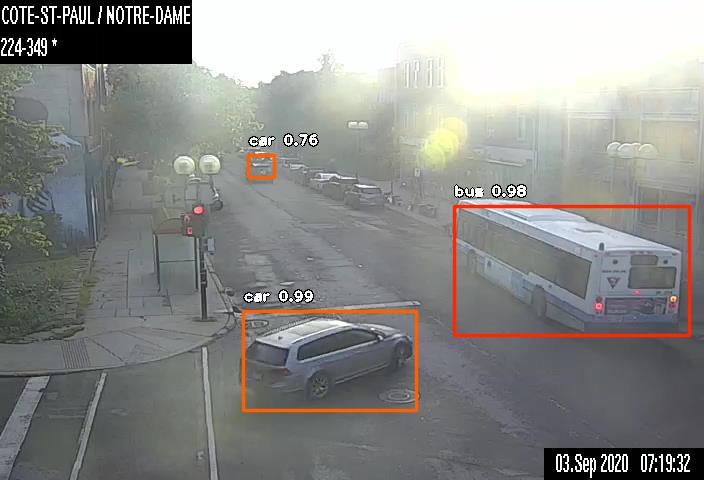 COTE-ST-PAUL / NOTRE-DAME
224-349 *
car 0.76
bus 0.98
car 0.99
03.Sep 2020 07:19:32